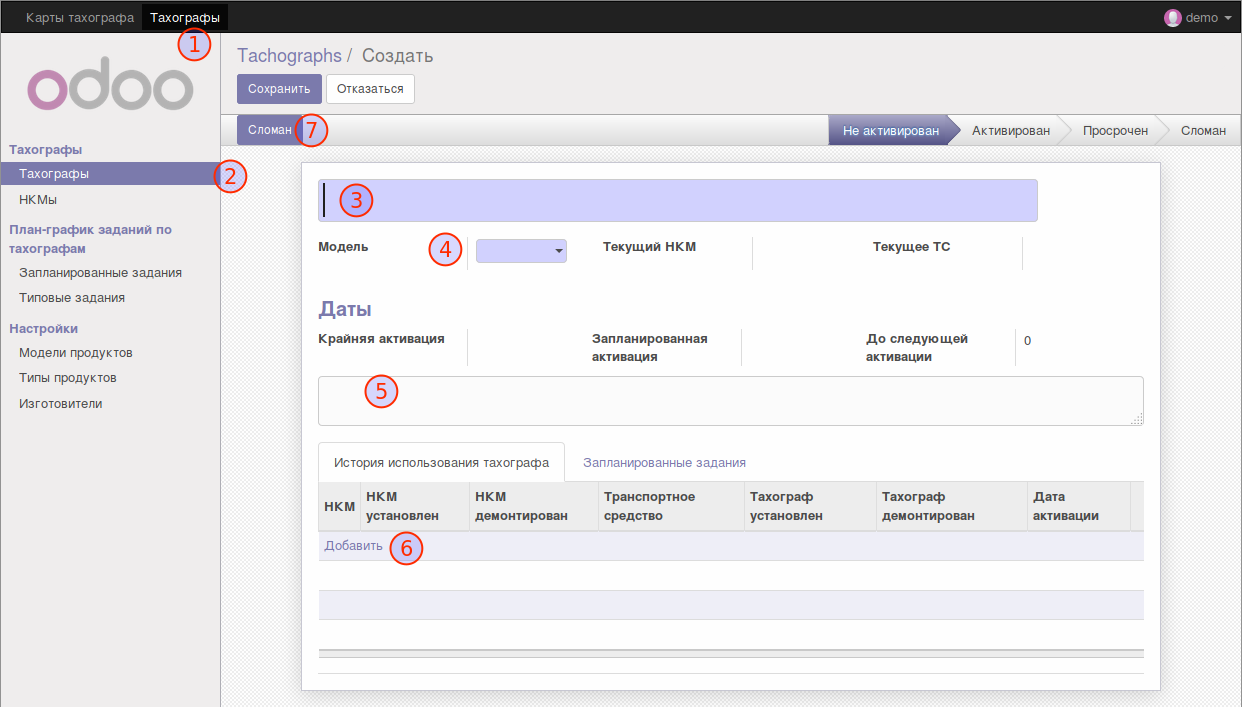 Карты тахографа Тахографы demo
1
odoo
Tachographs / Создать
Сохранить Отказаться
Сломан 7 Не активирован Активирован Просрочен Сломан
Тахографы
Тахографы 2
НКМы
План-график заданий по
тахографам
Запланированные задания
Типовые задания
Настройки
Модели продуктов
Типы продуктов
Изготовители
3
Модель 4 Текущий НКМ Текущее ТС
Даты
Крайняя активация Запланированная До следующей 0
активация активации
5
История использования тахографа Запланированные задания
НКМ НКМ НКМ Транспортное Тахограф Тахограф Дата
установлен демонтирован средство установлен демонтирован активации
Добавить 6